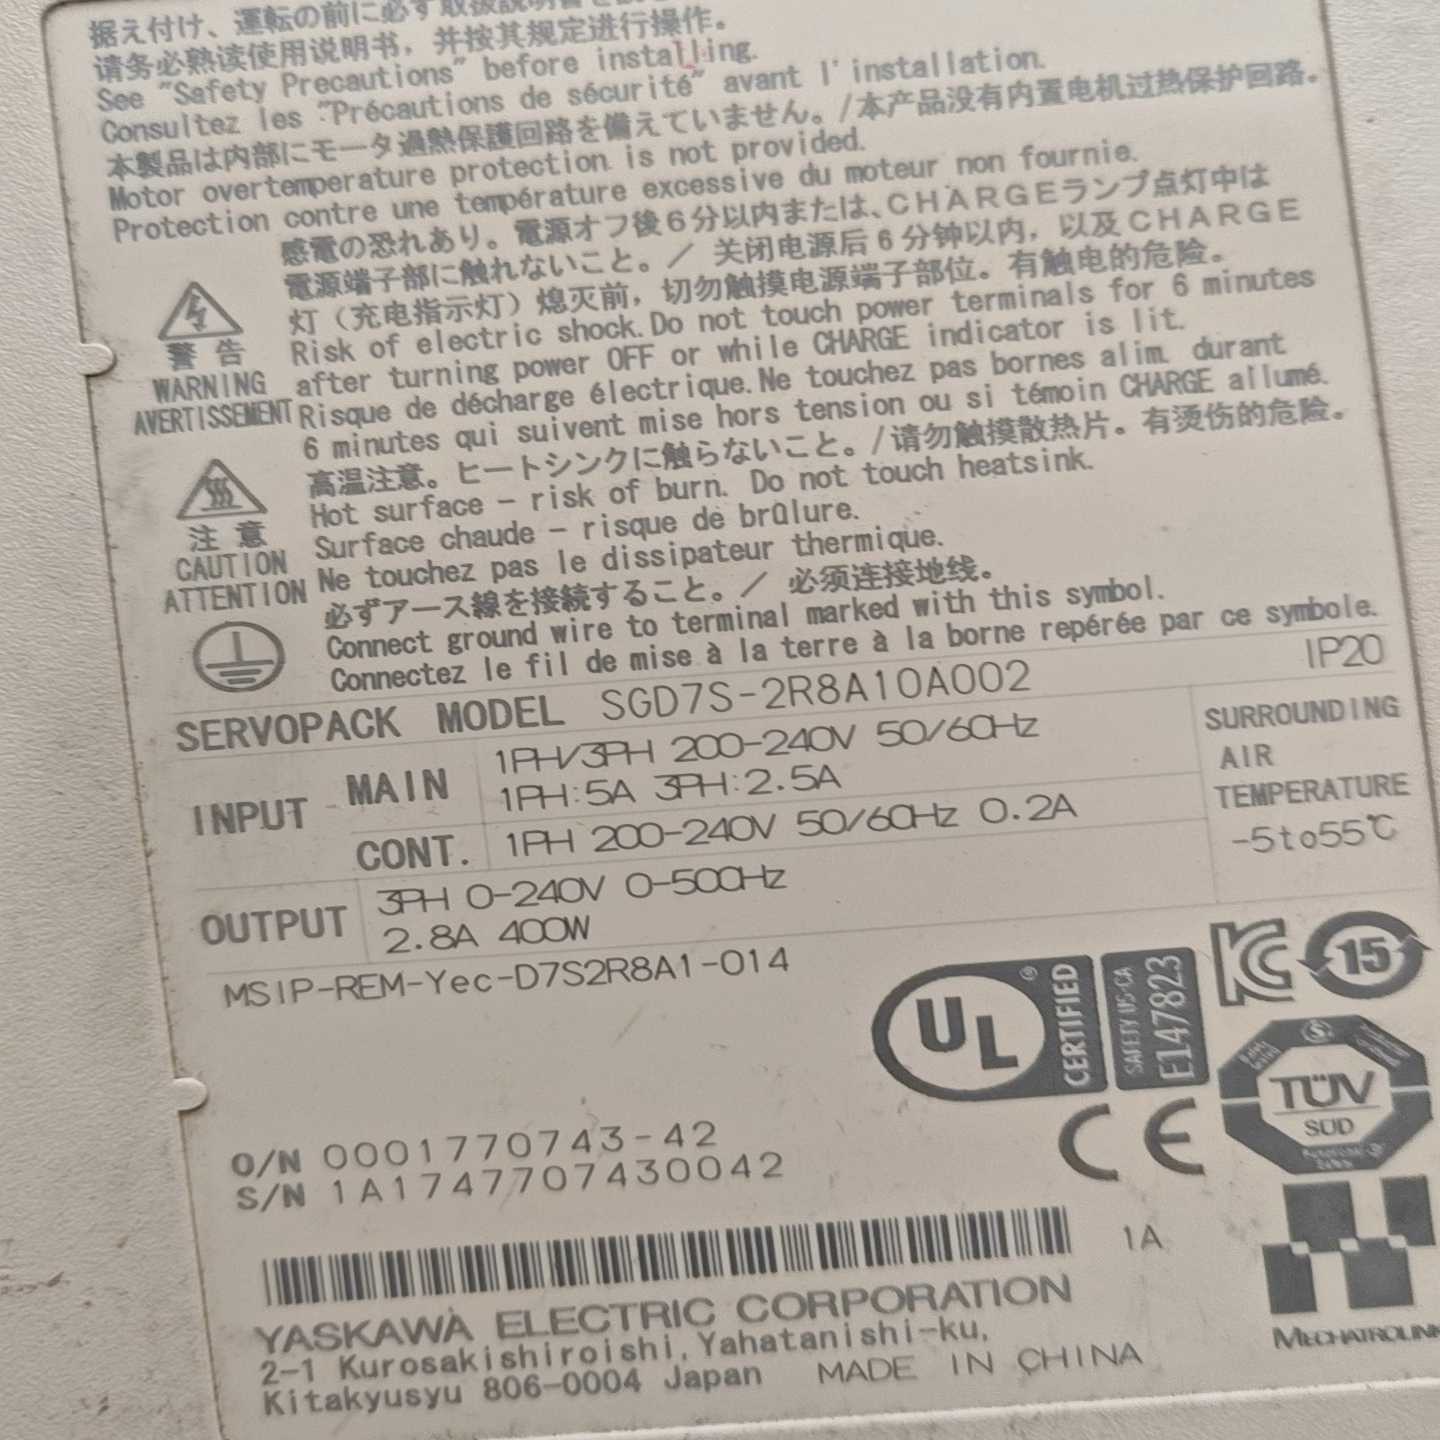 据え付け、運転の前に必ず取扱説明書を
请务必熟读使用说明书，并按其规定进行操作。
See "Safety Precautions" before installing.
Consultez les "Précautions de sécurité" avant l'installation.
本製品は内部にモータ過熱保護回路を備えていません。/本产品没有内置电机过热保护回路。
Motor overtemperature protection is not provided.
Protection contre une température excessive du moteur non fournie.
感電の恐れあり。電源オフ後6分以内または、CHARGEランプ点灯中は
電源端子部に触れないこと。／ 关闭电源后6分钟以内，以及CHARGE
灯（充电指示灯）熄灭前，切勿触摸电源端子部位。有触电的危险。
Risk of electric shock. Do not touch power terminals for 6 minutes
after turning power OFF or while CHARGE indicator is lit.
Risque de décharge électrique. Ne touchez pas bornes alim. durant
6 minutes qui suivent mise hors tension ou si témoin CHARGE allumé.
警告
WARNING
AVERTISSEMENT
高温注意。ヒートシンクに触らないこと。/请勿触摸散热片。有烫伤的危险。
Hot surface – risk of burn. Do not touch heatsink.
Surface chaude – risque de brûlure.
Ne touchez pas le dissipateur thermique.
注意
CAUTION
ATTENTION
必ずアース線を接続すること。／ 必须连接地线。
Connect ground wire to terminal marked with this symbol.
Connectez le fil de mise à la terre à la borne repérée par ce symbole.
SERVOPACK MODEL SGD7S-2R8A10A002 IP20
INPUT MAIN 1PH/3PH 200-240V 50/60Hz
1PH:5A 3PH:2.5A
CONT. 1PH 200-240V 50/60Hz 0.2A
SURROUNDING
AIR
TEMPERATURE
-5to55℃
OUTPUT 3PH 0-240V 0-500Hz
2.8A 400W
MSIP-REM-Yec-D7S2R8A1-014
UL ® CERTIFIED
SAFETY US-CA
E147823
KC
15
TÜV
SÜD
CE
O/N 0001770743-42
S/N 1A1747707430042
1A
MECHATROLINK
YASKAWA ELECTRIC CORPORATION
2-1 Kurosakishiroishi, Yahatanishi-ku,
Kitakyusyu 806-0004 Japan MADE IN CHINA